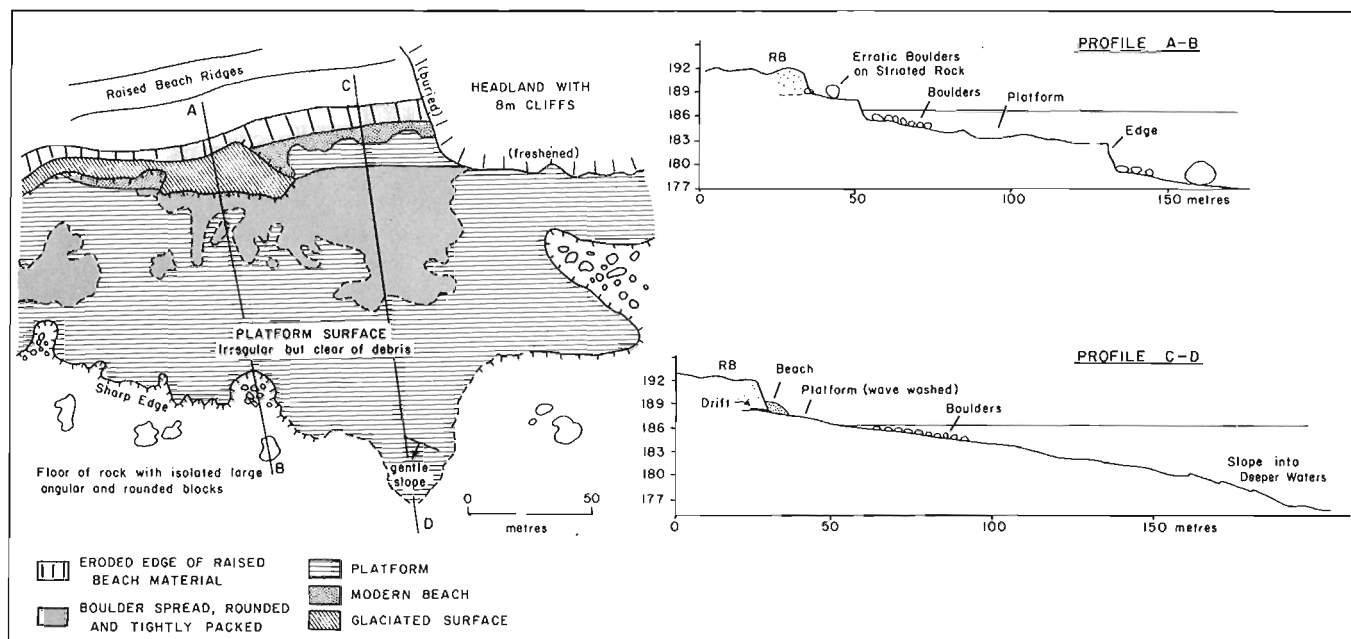 Raised Beach Ridges
A
C
(buried)
HEADLAND WITH
8m CLIFFS
(freshened)
PLATFORM SURFACE
Irregular but clear of debris
Sharp Edge
Floor of rock with isolated large
angular and rounded blocks
B
gentle
slope
D
0 50
metres
ERODED EDGE OF RAISED
BEACH MATERIAL
BOULDER SPREAD, ROUNDED
AND TIGHTLY PACKED
PLATFORM
MODERN BEACH
GLACIATED SURFACE
PROFILE A-B
RB
Erratic Boulders
on Striated Rock
Boulders
Platform
Edge
192
189
186
183
180
177
0 50 100 150 metres
PROFILE C-D
RB
Beach
Platform (wave washed)
Drift
Boulders
Slope into
Deeper Waters
192
189
186
183
180
177
0 50 100 150 metres